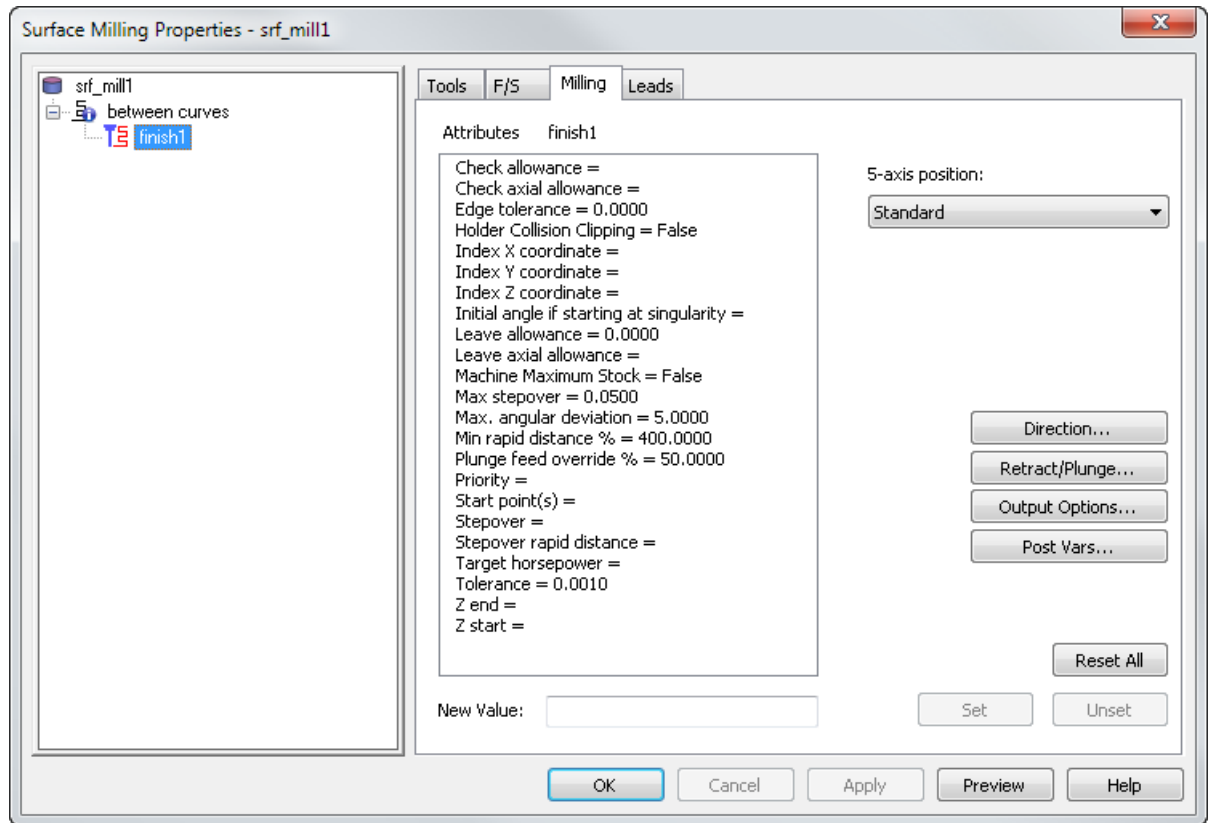 Surface Milling Properties - srf_mill1
srf_mill1
between curves
finish1
Tools F/S Milling Leads
Attributes finish1
Check allowance =
Check axial allowance =
Edge tolerance = 0.0000
Holder Collision Clipping = False
Index X coordinate =
Index Y coordinate =
Index Z coordinate =
Initial angle if starting at singularity =
Leave allowance = 0.0000
Leave axial allowance =
Machine Maximum Stock = False
Max stepover = 0.0500
Max. angular deviation = 5.0000
Min rapid distance % = 400.0000
Plunge feed override % = 50.0000
Priority =
Start point(s) =
Stepover =
Stepover rapid distance =
Target horsepower =
Tolerance = 0.0010
Z end =
Z start =
5-axis position:
Standard
Direction...
Retract/Plunge...
Output Options...
Post Vars...
Reset All
New Value:
Set Unset
OK Cancel Apply Preview Help